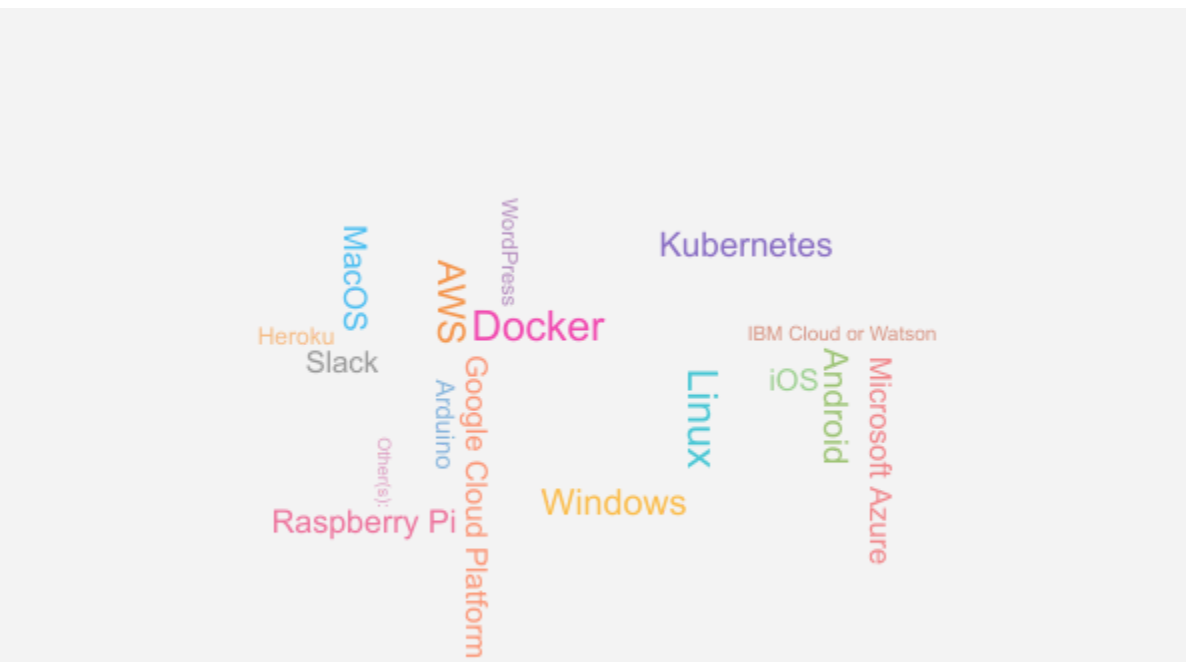 WordPress
MacOS
Kubernetes
AWS
Docker
Heroku
IBM Cloud or Watson
Slack
Google Cloud Platform
Linux
iOS
Android
Microsoft Azure
Arduino
Other(s):
Windows
Raspberry Pi